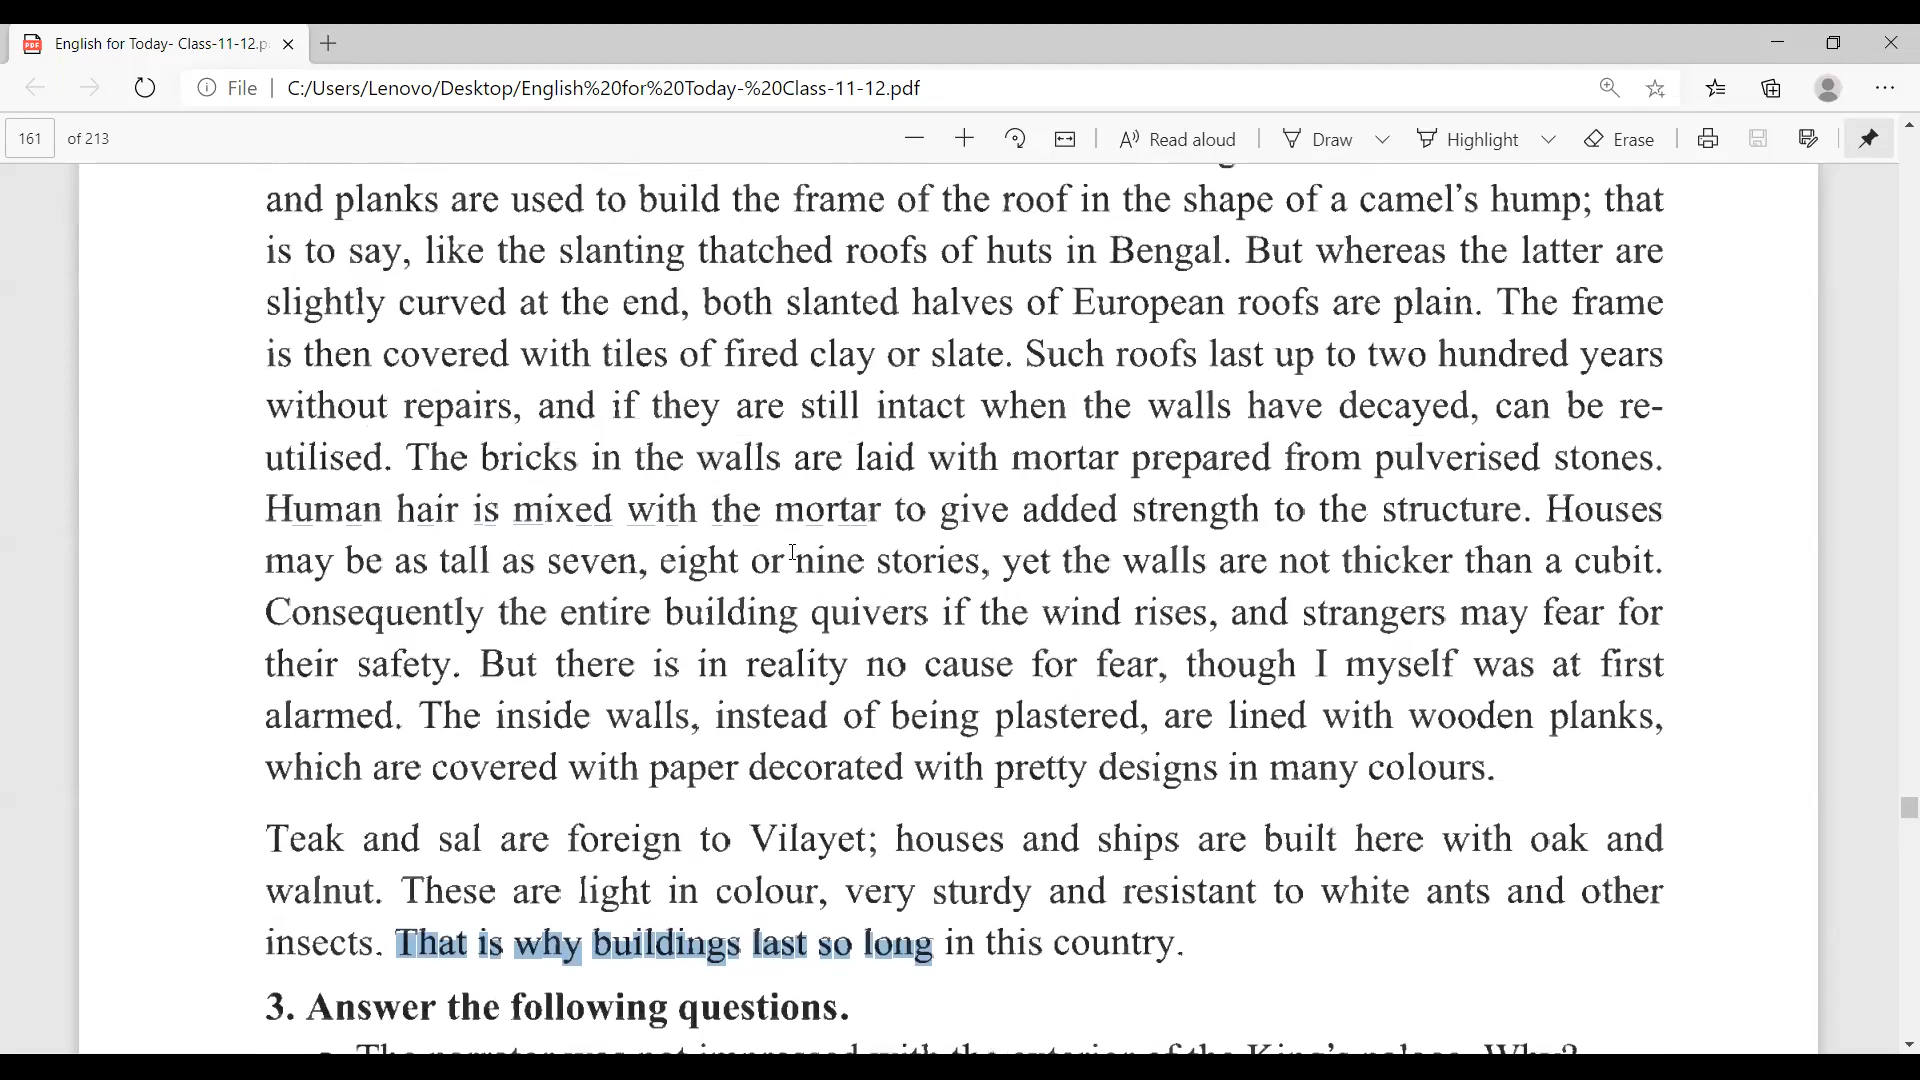 English for Today- Class-11-12.p
File
C:/Users/Lenovo/Desktop/English%20for%20Today-%20Class-11-12.pdf
161 of 213
Read aloud
Draw
Highlight
Erase
and planks are used to build the frame of the roof in the shape of a camel's hump; that
is to say, like the slanting thatched roofs of huts in Bengal. But whereas the latter are
slightly curved at the end, both slanted halves of European roofs are plain. The frame
is then covered with tiles of fired clay or slate. Such roofs last up to two hundred years
without repairs, and if they are still intact when the walls have decayed, can be re-
utilised. The bricks in the walls are laid with mortar prepared from pulverised stones.
Human hair is mixed with the mortar to give added strength to the structure. Houses
may be as tall as seven, eight or nine stories, yet the walls are not thicker than a cubit.
Consequently the entire building quivers if the wind rises, and strangers may fear for
their safety. But there is in reality no cause for fear, though I myself was at first
alarmed. The inside walls, instead of being plastered, are lined with wooden planks,
which are covered with paper decorated with pretty designs in many colours.
Teak and sal are foreign to Vilayet; houses and ships are built here with oak and
walnut. These are light in colour, very sturdy and resistant to white ants and other
insects. That is why buildings last so long in this country.
3. Answer the following questions.
a. The narrator was not impressed with the exterior of the King's palace. Why?